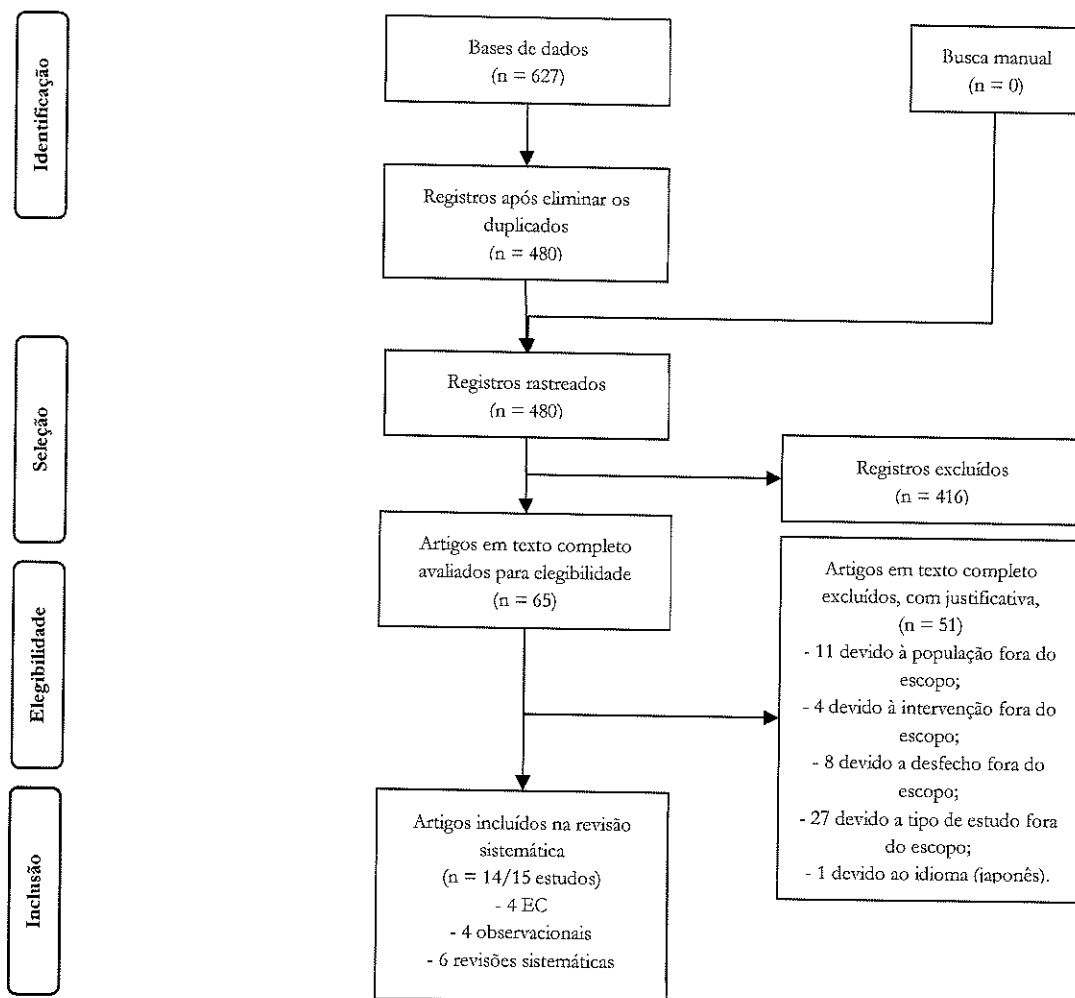 Identificação
Bases de dados
(n = 627)
Busca manual
(n = 0)
Registros após eliminar os
duplicados
(n = 480)
Seleção
Registros rastreados
(n = 480)
Registros excluídos
(n = 416)
Elegibilidade
Artigos em texto completo
avaliados para elegibilidade
(n = 65)
Artigos em texto completo
excluídos, com justificativa,
(n = 51)
- 11 devido à população fora do
escopo;
- 4 devido à intervenção fora do
escopo;
- 8 devido a desfecho fora do
escopo;
- 27 devido a tipo de estudo fora
do escopo;
- 1 devido ao idioma (japonês).
Inclusão
Artigos incluídos na revisão
sistemática
(n = 14/15 estudos)
- 4 EC
- 4 observacionais
- 6 revisões sistemáticas